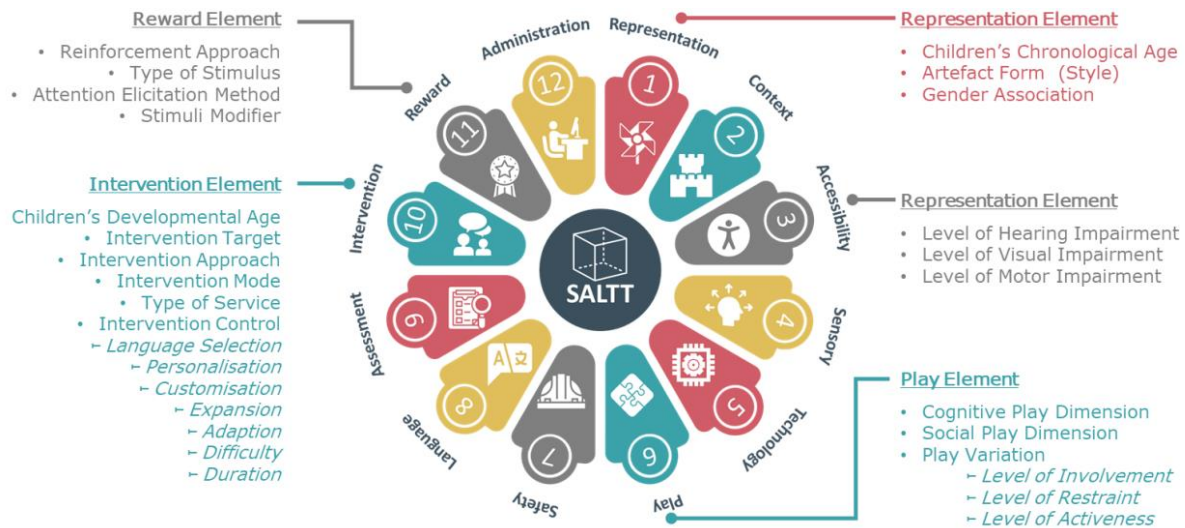 Reward Element
• Reinforcement Approach
• Type of Stimulus
• Attention Elicitation Method
• Stimuli Modifier
Intervention Element
Children's Developmental Age
• Intervention Target
• Intervention Approach
• Intervention Mode
• Type of Service
• Intervention Control
⊢ Language Selection
⊢ Personalisation
⊢ Customisation
⊢ Expansion
⊢ Adaption
⊢ Difficulty
⊢ Duration
Representation
1
Context
2
Accessibility
3
Sensory
4
Technology
5
Play
6
Safety
7
Language
8
A
文
Assessment
9
Intervention
10
Reward
11
Administration
12
SALTT
Representation Element
• Children's Chronological Age
• Artefact Form (Style)
• Gender Association
Representation Element
• Level of Hearing Impairment
• Level of Visual Impairment
• Level of Motor Impairment
Play Element
• Cognitive Play Dimension
• Social Play Dimension
• Play Variation
⊢ Level of Involvement
⊢ Level of Restraint
⊢ Level of Activeness